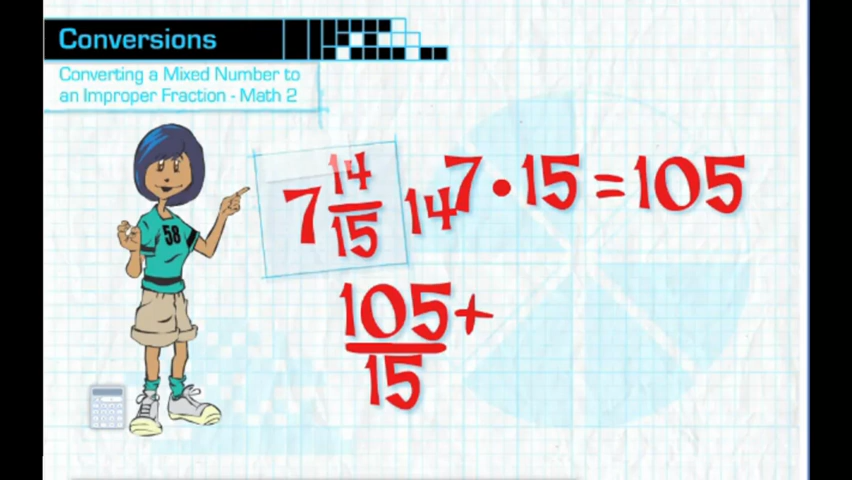 Conversions
Converting a Mixed Number to
an Improper Fraction - Math 2
7 14/15 14 7 • 15 = 105
58
105/15 +